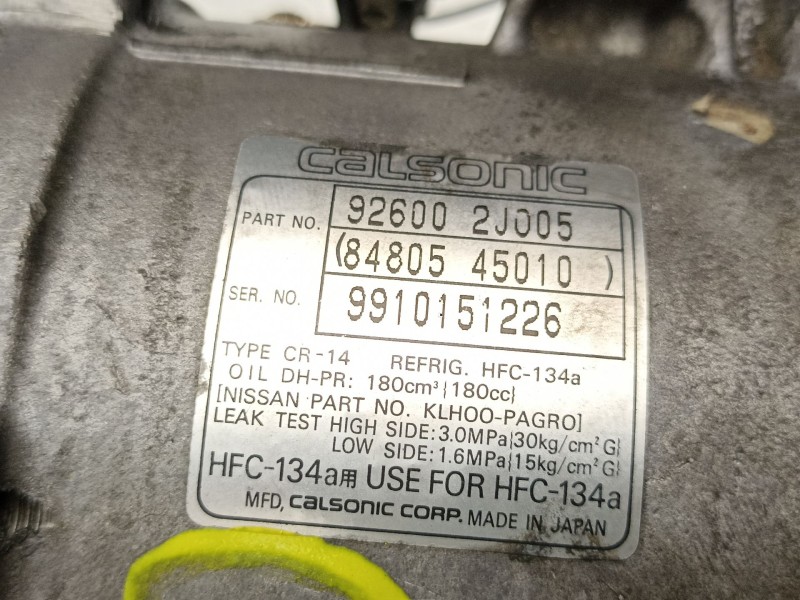 CALSONIC
PART NO. 92600 2J005
(84805 45010 )
SER. NO. 9910151226
TYPE CR-14 REFRIG. HFC-134a
OIL DH-PR: 180cm³{180cc}
[NISSAN PART NO. KLH00-PAGR0]
LEAK TEST HIGH SIDE: 3.0MPa{30kg/cm²G}
LOW SIDE: 1.6MPa{15kg/cm²G}
HFC-134a用 USE FOR HFC-134a
MFD, CALSONIC CORP. MADE IN JAPAN